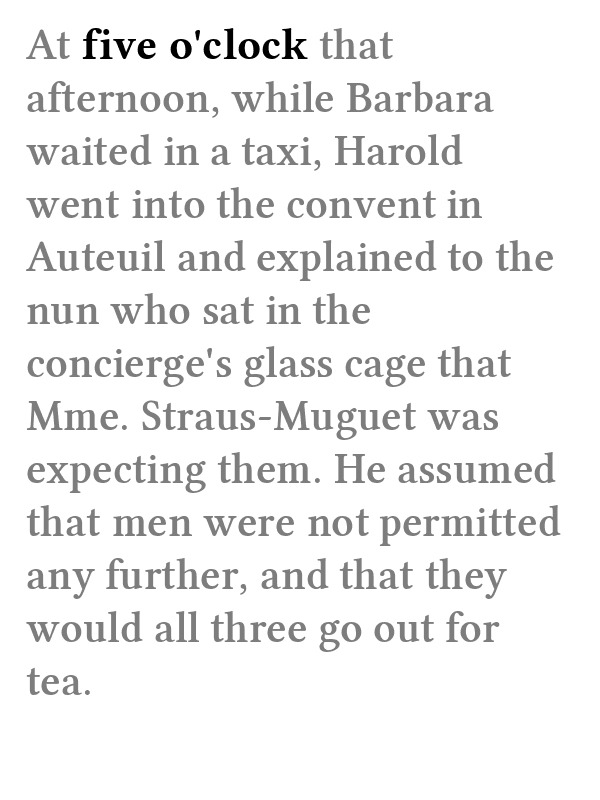 At five o'clock that
afternoon, while Barbara
waited in a taxi, Harold
went into the convent in
Auteuil and explained to the
nun who sat in the
concierge's glass cage that
Mme. Straus-Muguet was
expecting them. He assumed
that men were not permitted
any further, and that they
would all three go out for
tea.